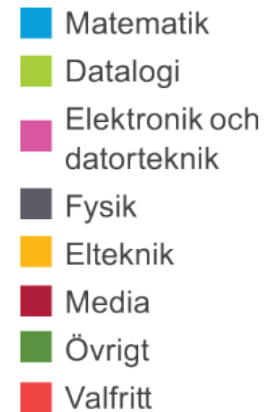 Matematik
Datalogi
Elektronik och
datorteknik
Fysik
Elteknik
Media
Övrigt
Valfritt